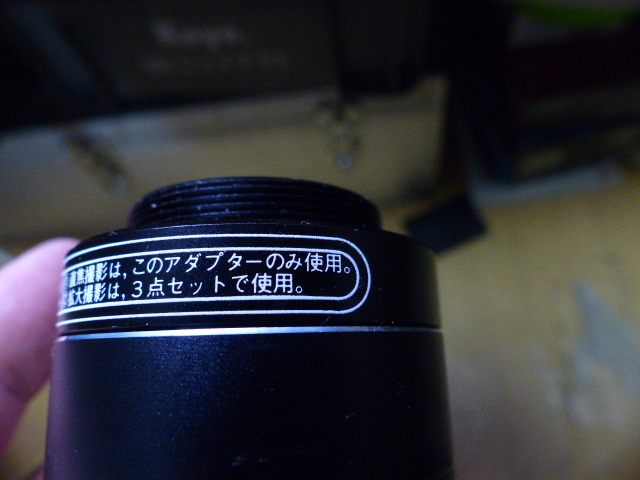 直焦撮影は,このアダプターのみ使用。
拡大撮影は,3点セットで使用。